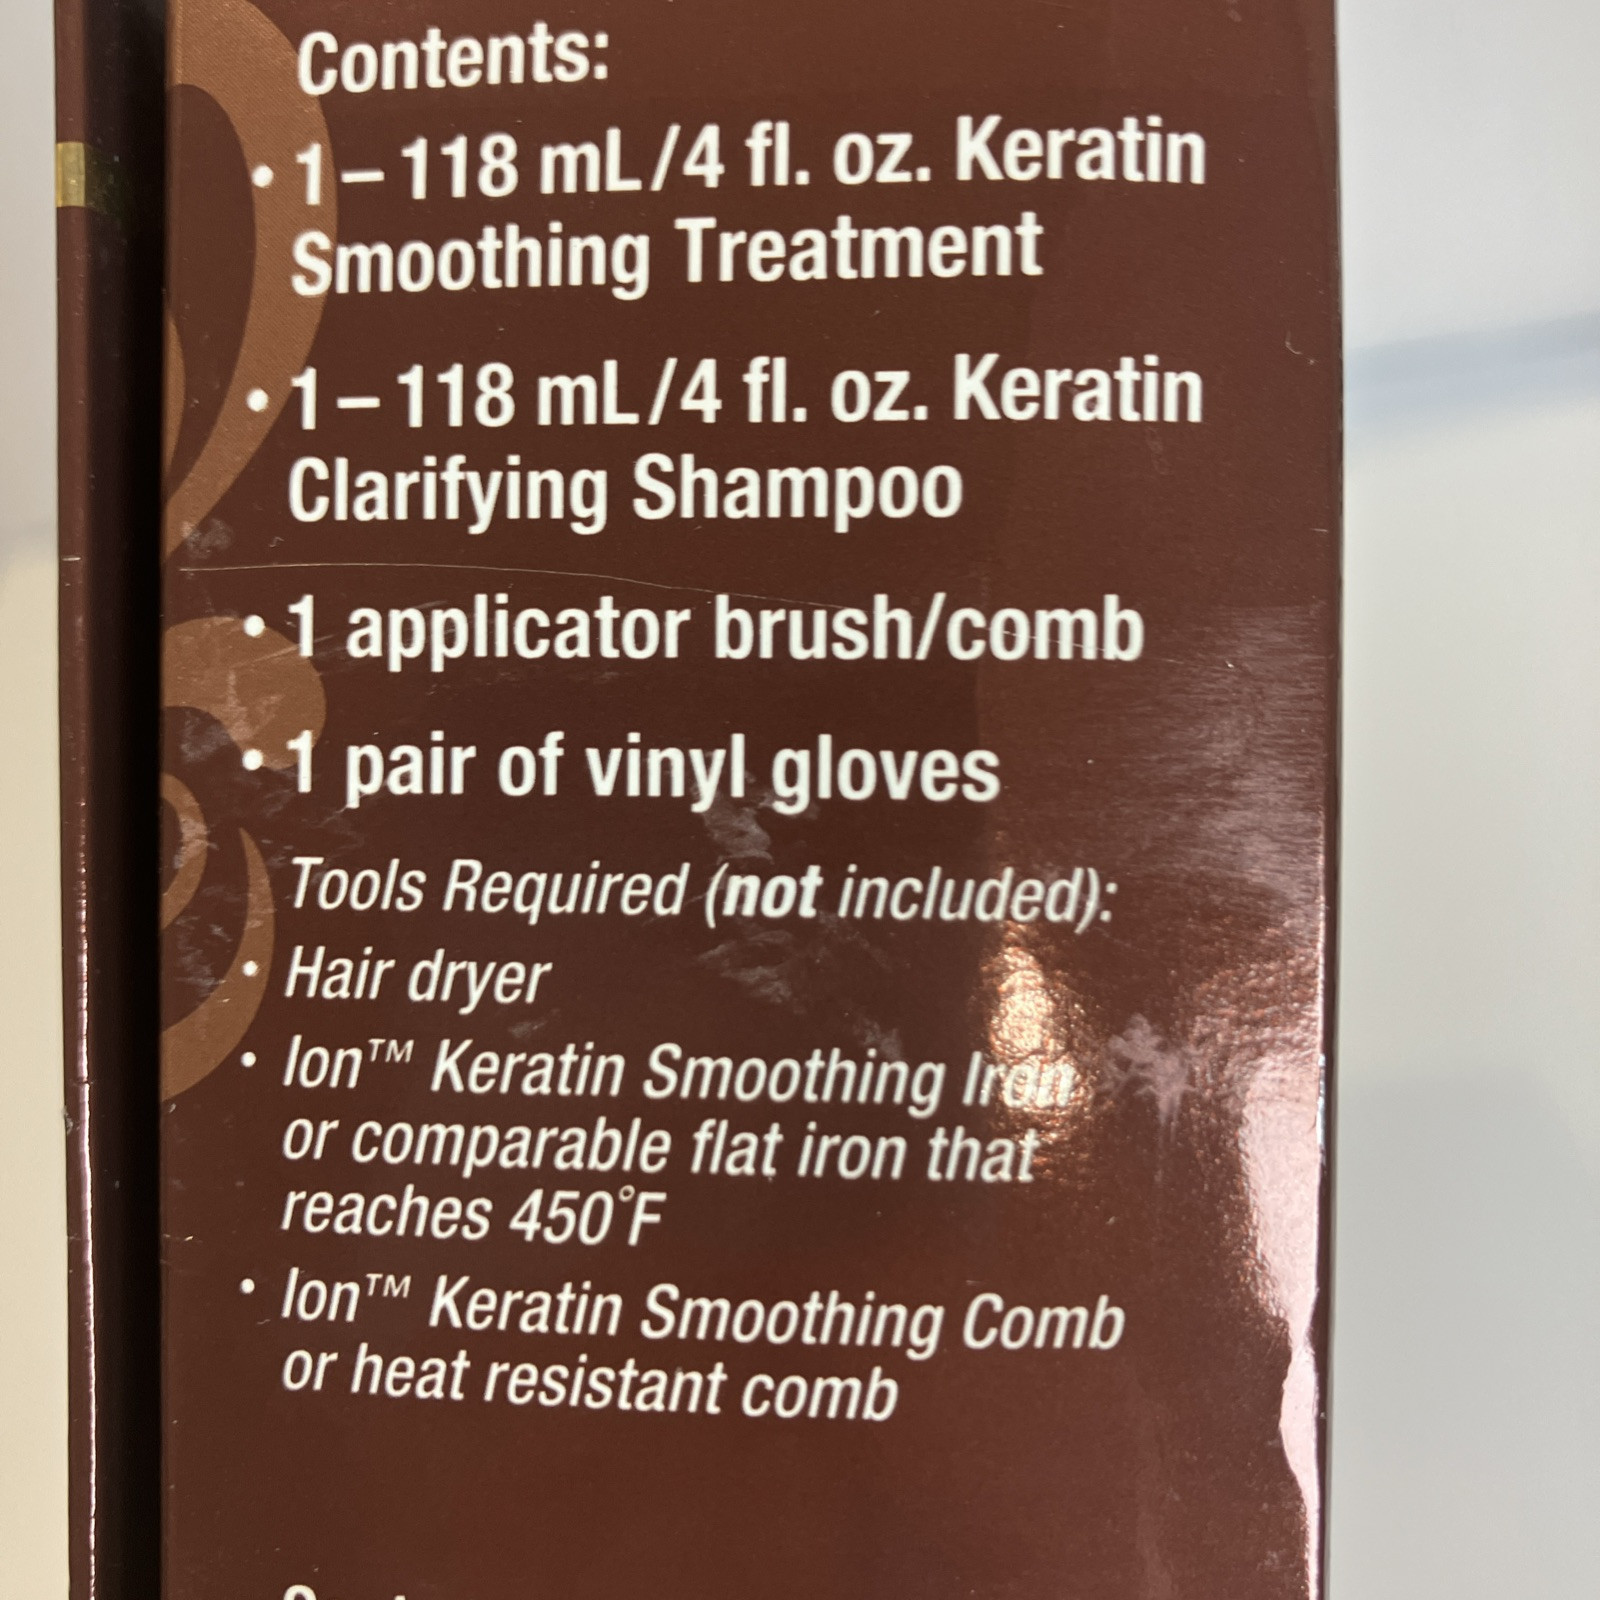 Contents:
• 1 – 118 mL/4 fl. oz. Keratin
Smoothing Treatment
• 1 – 118 mL/4 fl. oz. Keratin
Clarifying Shampoo
• 1 applicator brush/comb
• 1 pair of vinyl gloves
Tools Required (not included):
• Hair dryer
• Ion™ Keratin Smoothing Iron
or comparable flat iron that
reaches 450°F
• Ion™ Keratin Smoothing Comb
or heat resistant comb